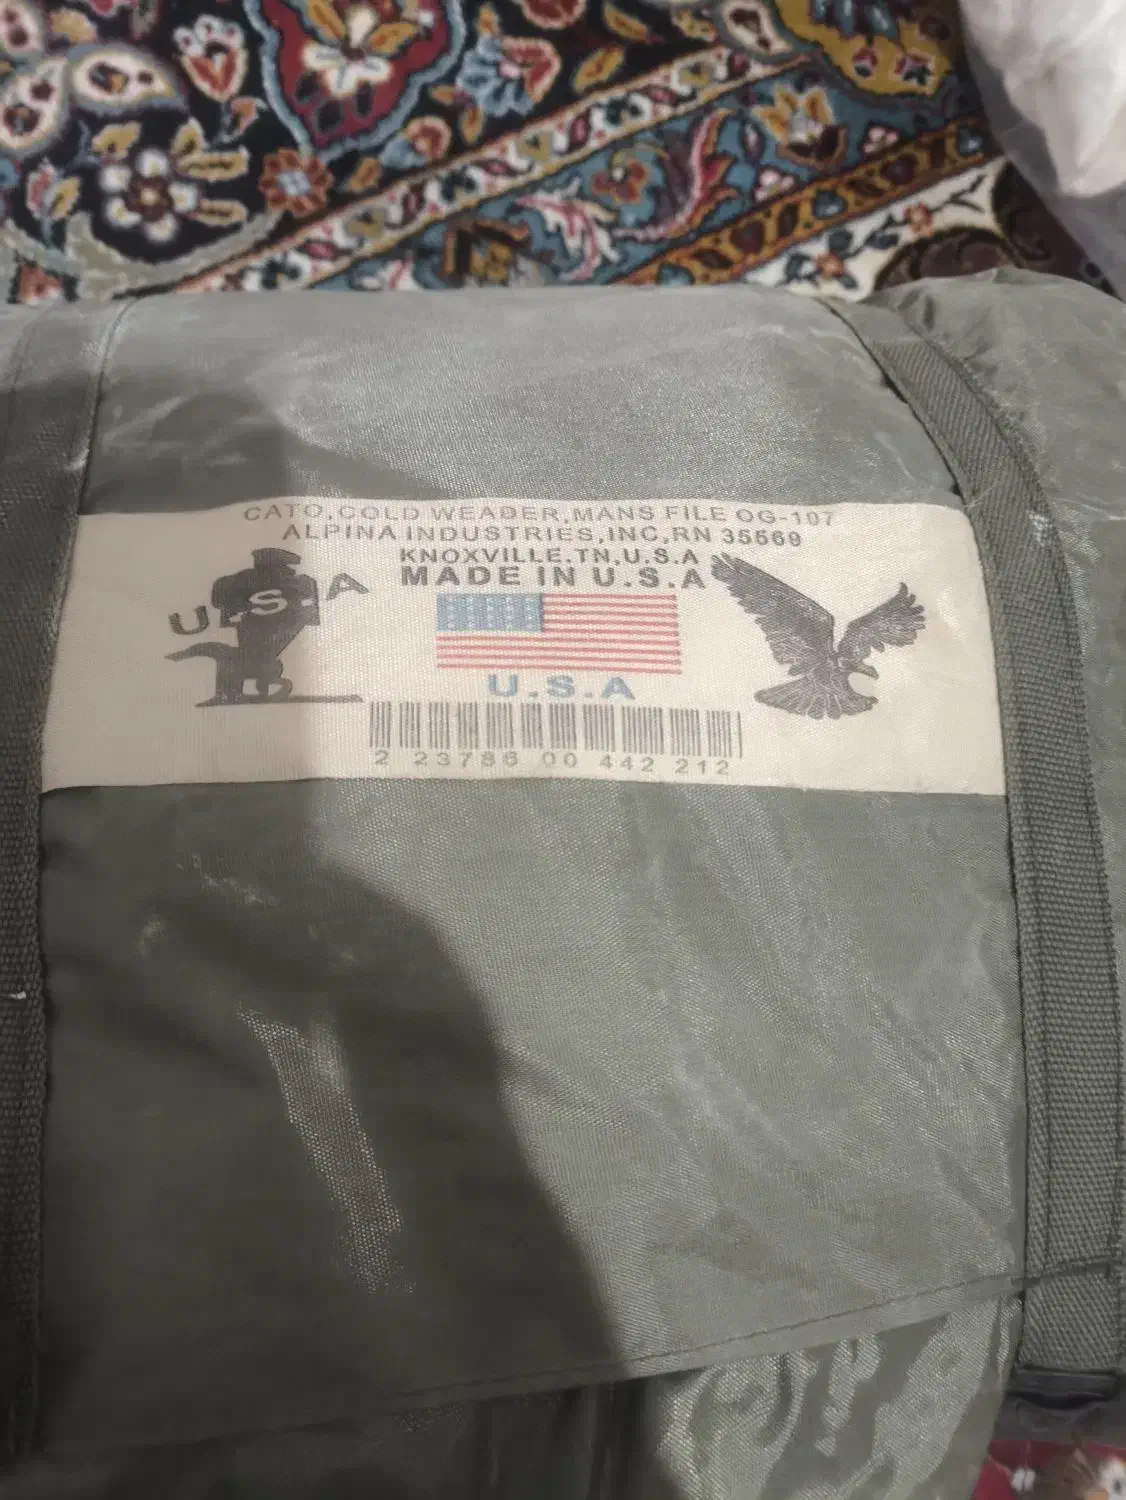 CATO,COLD WEADER,MANS FILE OG-107
ALPINA INDUSTRIES,INC,RN 35569
KNOXVILLE.TN,U.S.A
MADE IN U.S.A
U.S.A
U.S.A
2 23786 00 442 212